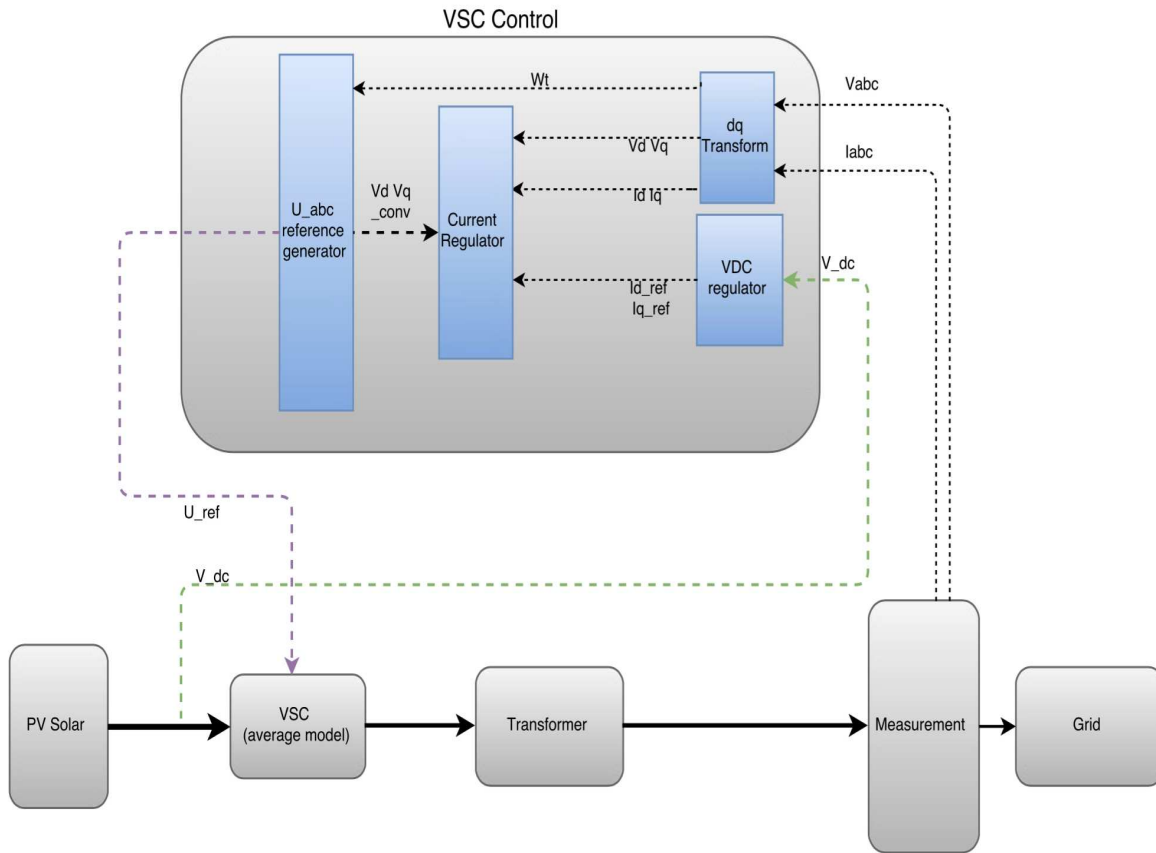 VSC Control
Wt
Vabc
dq
Transform
Vd Vq
Iabc
Id Iq
Vd Vq
_conv
U_abc
reference
generator
Current
Regulator
VDC
regulator
V_dc
Id_ref
Iq_ref
U_ref
V_dc
PV Solar
VSC
(average model)
Transformer
Measurement
Grid